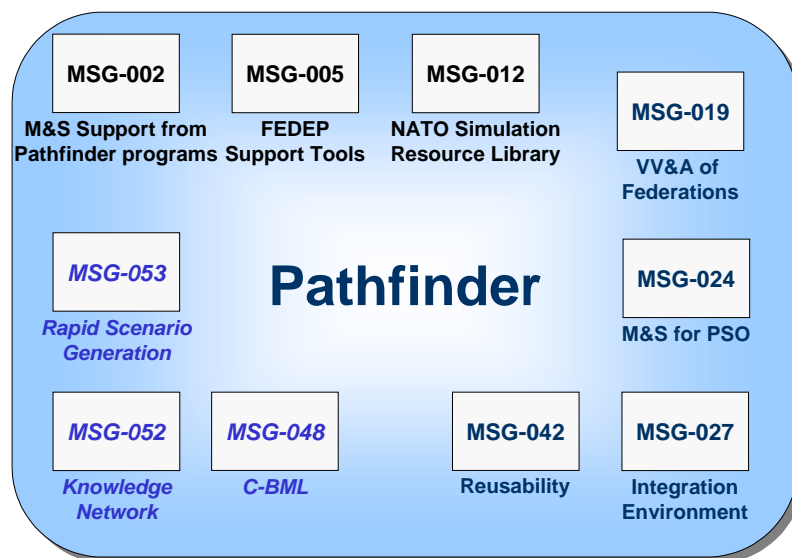 MSG-002
M&S Support from
Pathfinder programs
MSG-005
FEDEP
Support Tools
MSG-012
NATO Simulation
Resource Library
MSG-019
VV&A of
Federations
MSG-053
Rapid Scenario
Generation
Pathfinder
MSG-024
M&S for PSO
MSG-052
Knowledge
Network
MSG-048
C-BML
MSG-042
Reusability
MSG-027
Integration
Environment